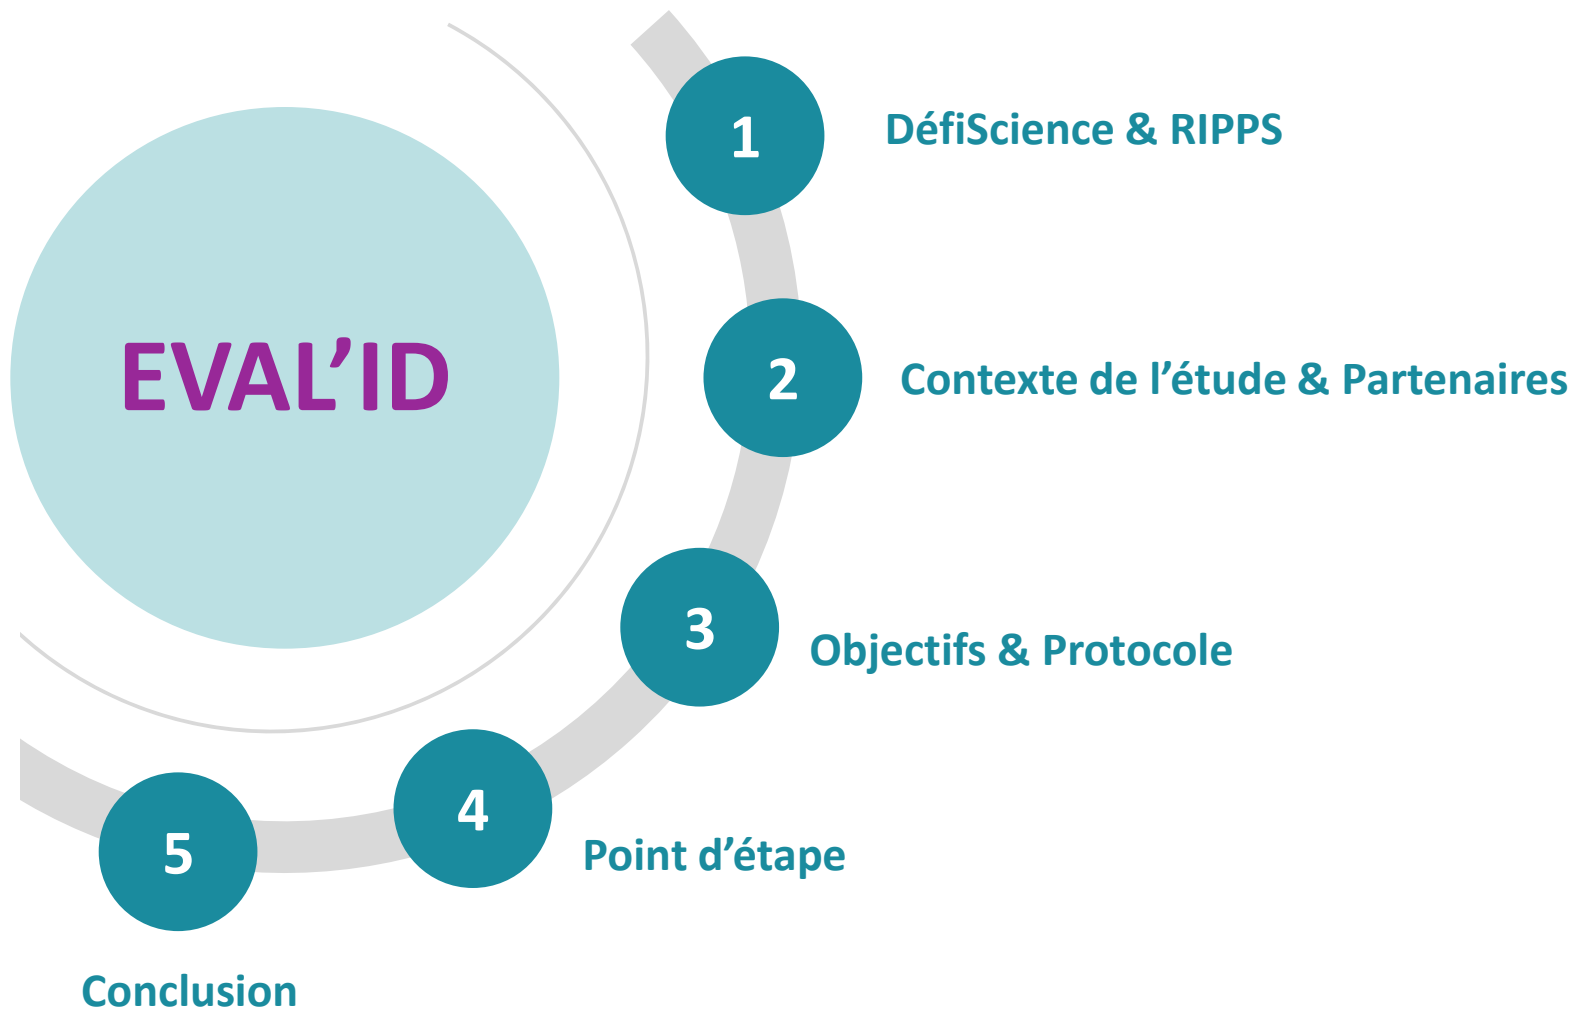 EVAL’ID
1
DéfiScience & RIPPS
2
Contexte de l’étude & Partenaires
3
Objectifs & Protocole
4
Point d’étape
5
Conclusion